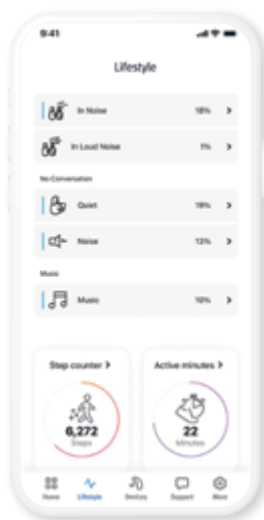 9:41
Lifestyle
In Noise 18% >
In Loud Noise 1% >
No Conversation
Quiet 19% >
Noise 13% >
Music
Music 10% >
Step counter >
Active minutes >
6,272
Steps
22
Minutes
Home Lifestyle Devices Support More